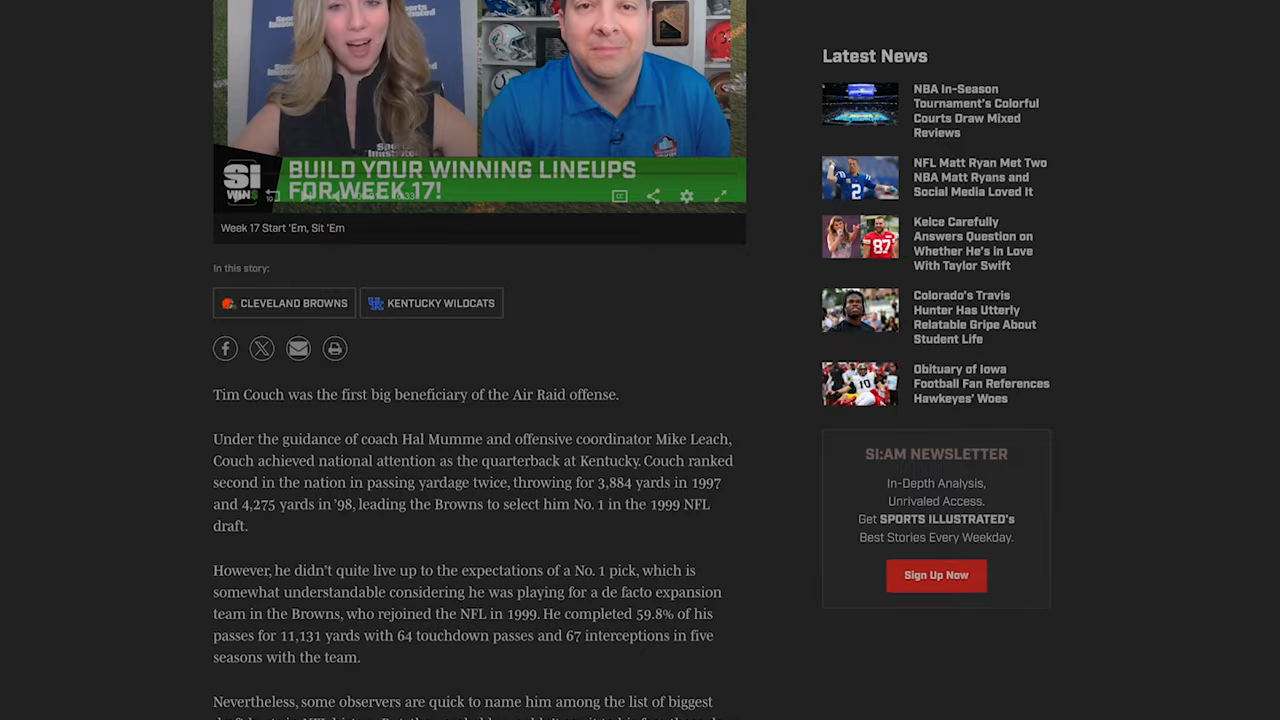 Sports Illustrated
Sports Illustrated
SI
WIN$
BUILD YOUR WINNING LINEUPS
FOR WEEK 17!
CC
Week 17 Start 'Em, Sit 'Em
In this story:
CLEVELAND BROWNS
KENTUCKY WILDCATS
Tim Couch was the first big beneficiary of the Air Raid offense.
Under the guidance of coach Hal Mumme and offensive coordinator Mike Leach,
Couch achieved national attention as the quarterback at Kentucky. Couch ranked
second in the nation in passing yardage twice, throwing for 3,884 yards in 1997
and 4,275 yards in ’98, leading the Browns to select him No. 1 in the 1999 NFL
draft.
However, he didn’t quite live up to the expectations of a No. 1 pick, which is
somewhat understandable considering he was playing for a de facto expansion
team in the Browns, who rejoined the NFL in 1999. He completed 59.8% of his
passes for 11,131 yards with 64 touchdown passes and 67 interceptions in five
seasons with the team.
Nevertheless, some observers are quick to name him among the list of biggest
Latest News
NBA In-Season
Tournament’s Colorful
Courts Draw Mixed
Reviews
NFL Matt Ryan Met Two
NBA Matt Ryans and
Social Media Loved It
Kelce Carefully
Answers Question on
Whether He’s in Love
With Taylor Swift
Colorado’s Travis
Hunter Has Utterly
Relatable Gripe About
Student Life
Obituary of Iowa
Football Fan References
Hawkeyes’ Woes
SI:AM NEWSLETTER
In-Depth Analysis,
Unrivaled Access.
Get SPORTS ILLUSTRATED's
Best Stories Every Weekday.
Sign Up Now